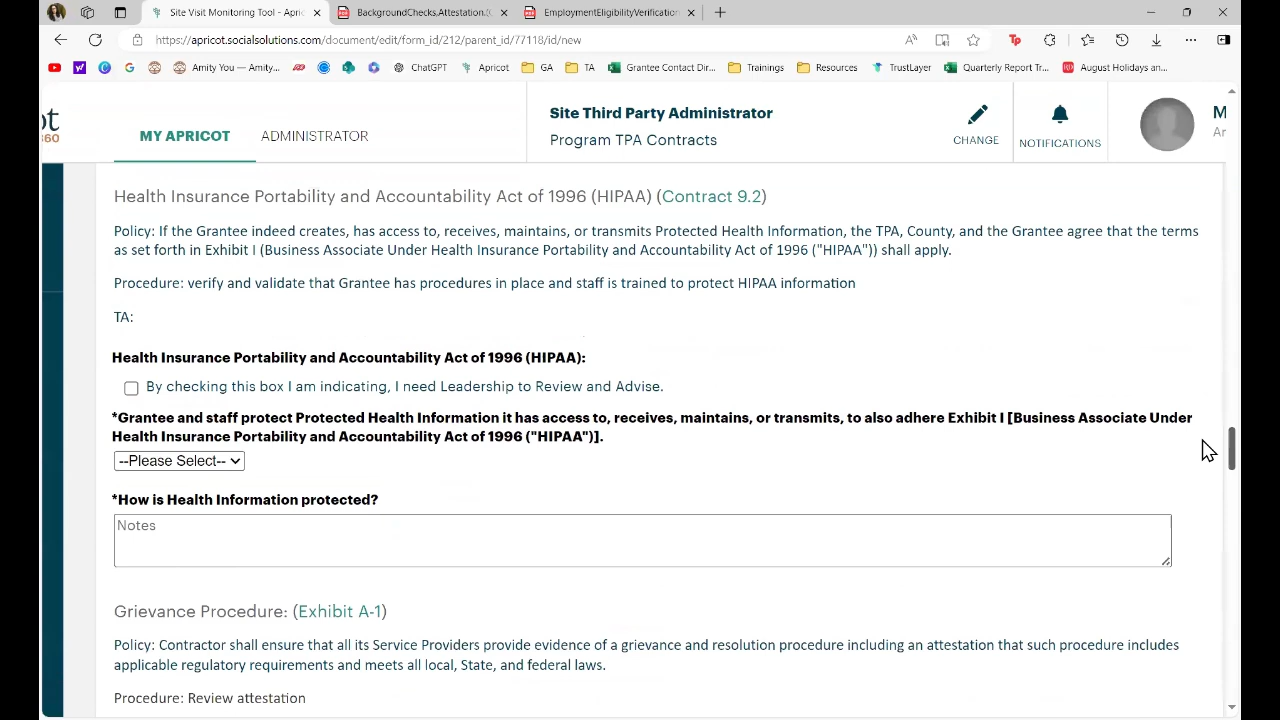 Site Visit Monitoring Tool - Apric
BackgroundChecks.Attestation.(
EmploymentEligibilityVerification
https://apricot.socialsolutions.com/document/edit/form_id/212/parent_id/77118/id/new
Amity You — Amity... ChatGPT Apricot GA TA Grantee Contact Dir... Trainings Resources TrustLayer Quarterly Report Tr... August Holidays an...
ot
360
MY APRICOT
ADMINISTRATOR
Site Third Party Administrator
Program TPA Contracts
CHANGE
NOTIFICATIONS
M
Ar
Health Insurance Portability and Accountability Act of 1996 (HIPAA) (Contract 9.2)
Policy: If the Grantee indeed creates, has access to, receives, maintains, or transmits Protected Health Information, the TPA, County, and the Grantee agree that the terms
as set forth in Exhibit I (Business Associate Under Health Insurance Portability and Accountability Act of 1996 ("HIPAA")) shall apply.
Procedure: verify and validate that Grantee has procedures in place and staff is trained to protect HIPAA information
TA:
Health Insurance Portability and Accountability Act of 1996 (HIPAA):
By checking this box I am indicating, I need Leadership to Review and Advise.
*Grantee and staff protect Protected Health Information it has access to, receives, maintains, or transmits, to also adhere Exhibit I [Business Associate Under
Health Insurance Portability and Accountability Act of 1996 ("HIPAA")].
--Please Select--
*How is Health Information protected?
Notes
Grievance Procedure: (Exhibit A-1)
Policy: Contractor shall ensure that all its Service Providers provide evidence of a grievance and resolution procedure including an attestation that such procedure includes
applicable regulatory requirements and meets all local, State, and federal laws.
Procedure: Review attestation